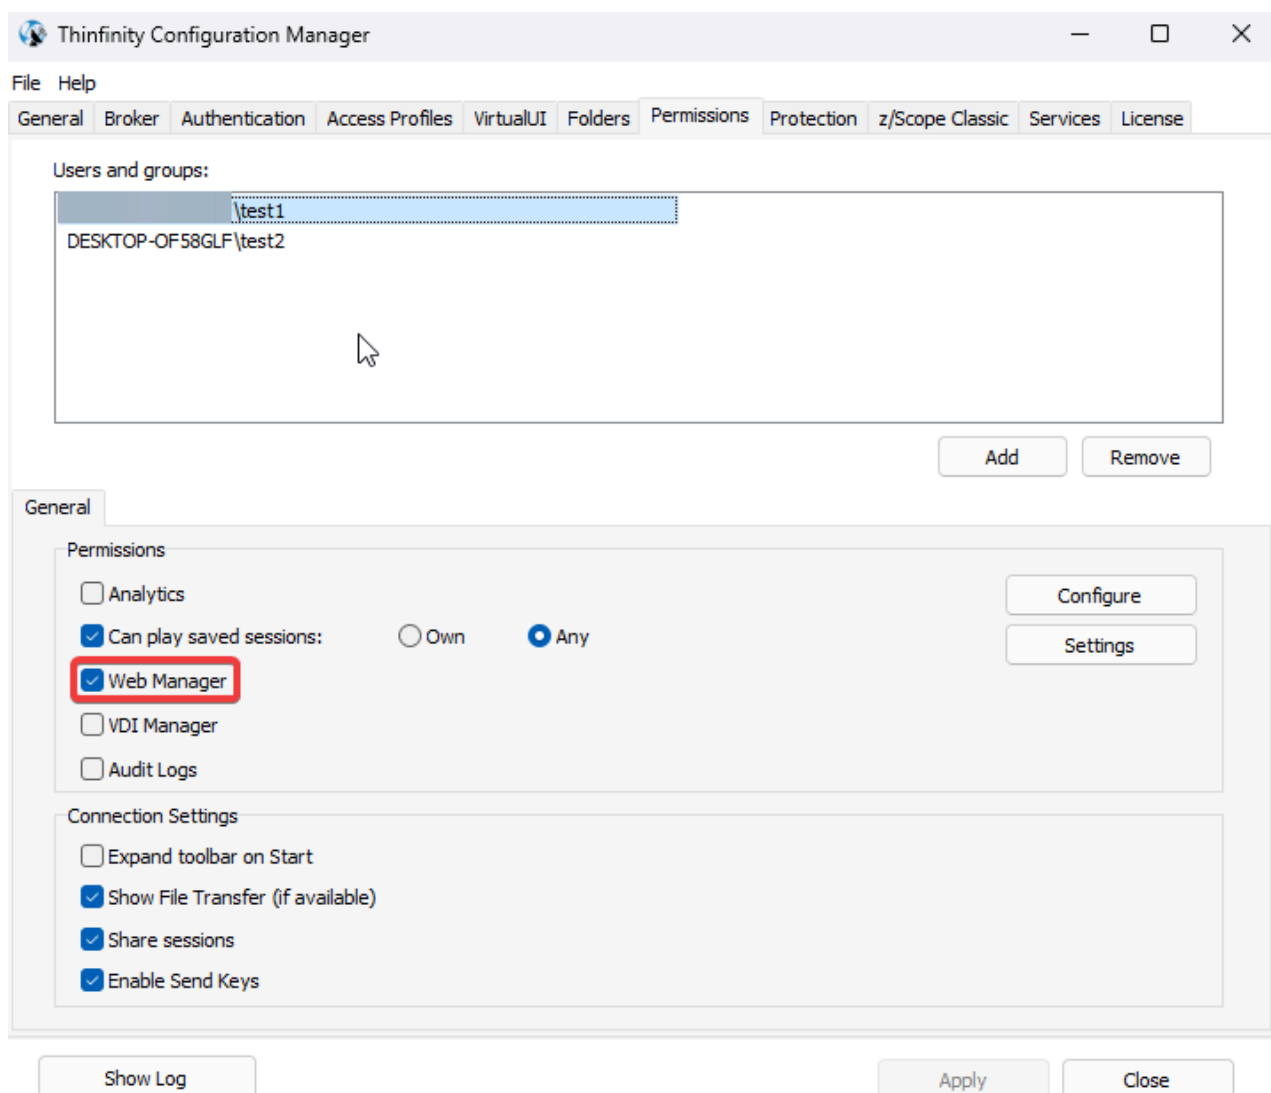 Thinfinity Configuration Manager
File Help
General Broker Authentication Access Profiles VirtualUI Folders Permissions Protection z/Scope Classic Services License
Users and groups:
\test1
DESKTOP-OF58GLF\test2
Add Remove
General
Permissions
Analytics Configure
Can play saved sessions: Own Any
Settings
Web Manager
VDI Manager
Audit Logs
Connection Settings
Expand toolbar on Start
Show File Transfer (if available)
Share sessions
Enable Send Keys
Show Log Apply Close